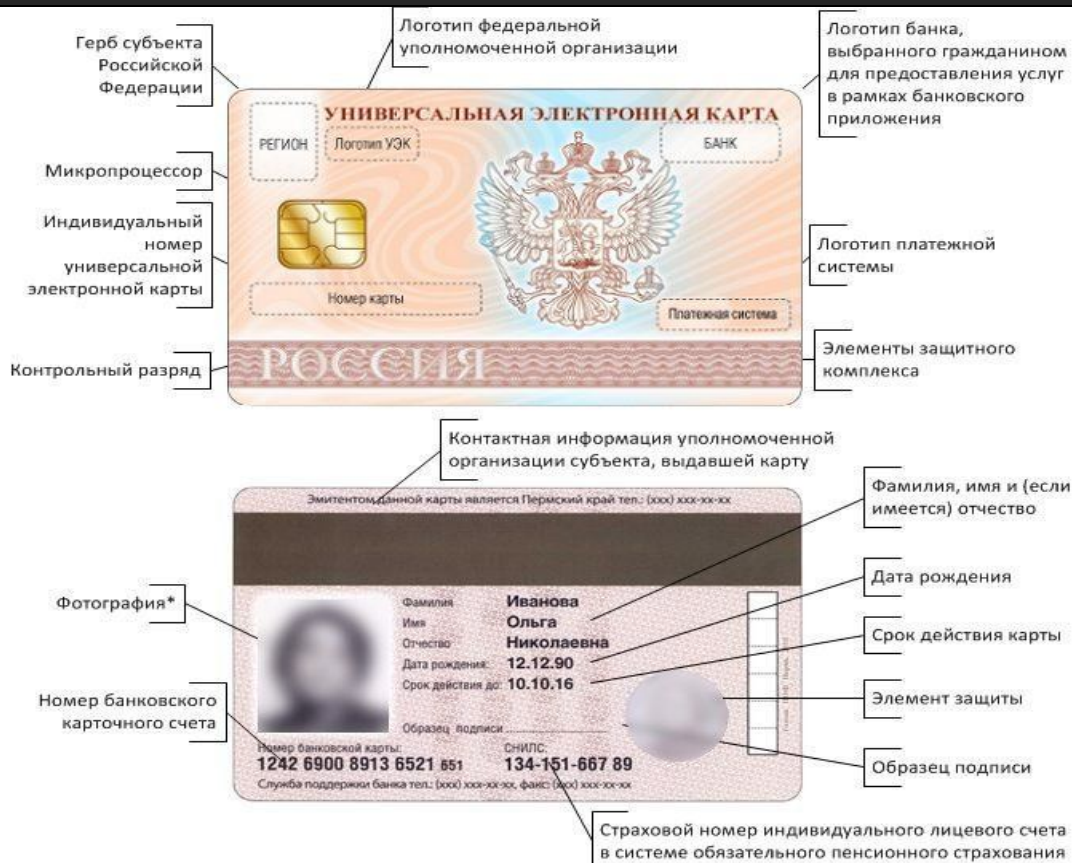 Герб субъекта
Российской
Федерации
Логотип федеральной
уполномоченной организации
Логотип банка,
выбранного гражданином
для предоставления услуг
в рамках банковского
приложения
УНИВЕРСАЛЬНАЯ ЭЛЕКТРОННАЯ КАРТА
РЕГИОН
Логотип УЭК
БАНК
Микропроцессор
Индивидуальный
номер
универсальной
электронной карты
Логотип платежной
системы
Номер карты
Платежная система
Контрольный разряд
РОССИЯ
Элементы защитного
комплекса
Контактная информация уполномоченной
организации субъекта, выдавшей карту
Эмитентом данной карты является Пермский край тел.: (xxx) xxx-xx-xx
Фамилия, имя и (если
имеется) отчество
Дата рождения
Срок действия карты
Элемент защиты
Образец подписи
Фотография*
Номер банковского
карточного счета
Фамилия Иванова
Имя Ольга
Отчество Николаевна
Дата рождения: 12.12.90
Срок действия до: 10.10.16
Образец подписи
Номер банковской карты: СНИЛС:
1242 6900 8913 6521 651 134-151-667 89
Служба поддержки банка тел.: (xxx) xxx-xx-xx, факс: (xxx) xxx-xx-xx
Страховой номер индивидуального лицевого счета
в системе обязательного пенсионного страхования